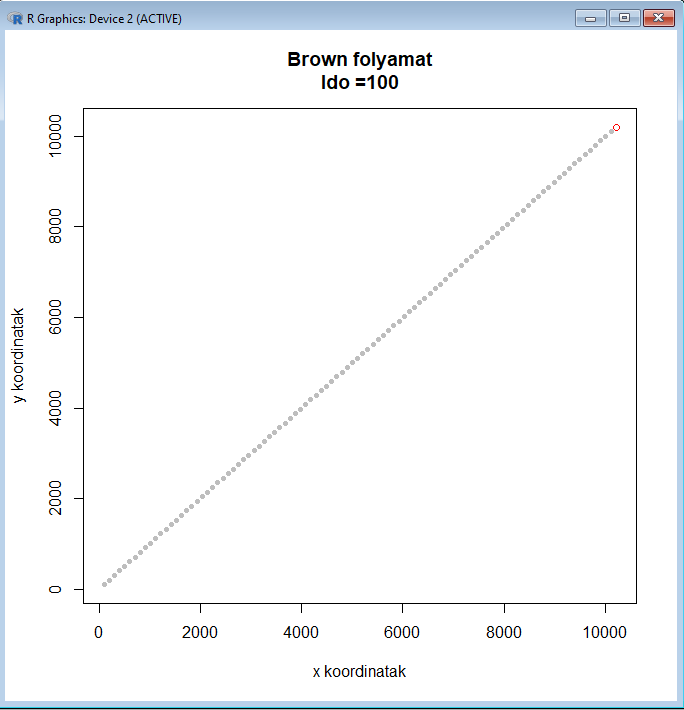 R Graphics: Device 2 (ACTIVE)
Brown folyamat
Ido =100
10000
8000
6000
4000
2000
0
y koordinatak
0 2000 4000 6000 8000 10000
x koordinatak